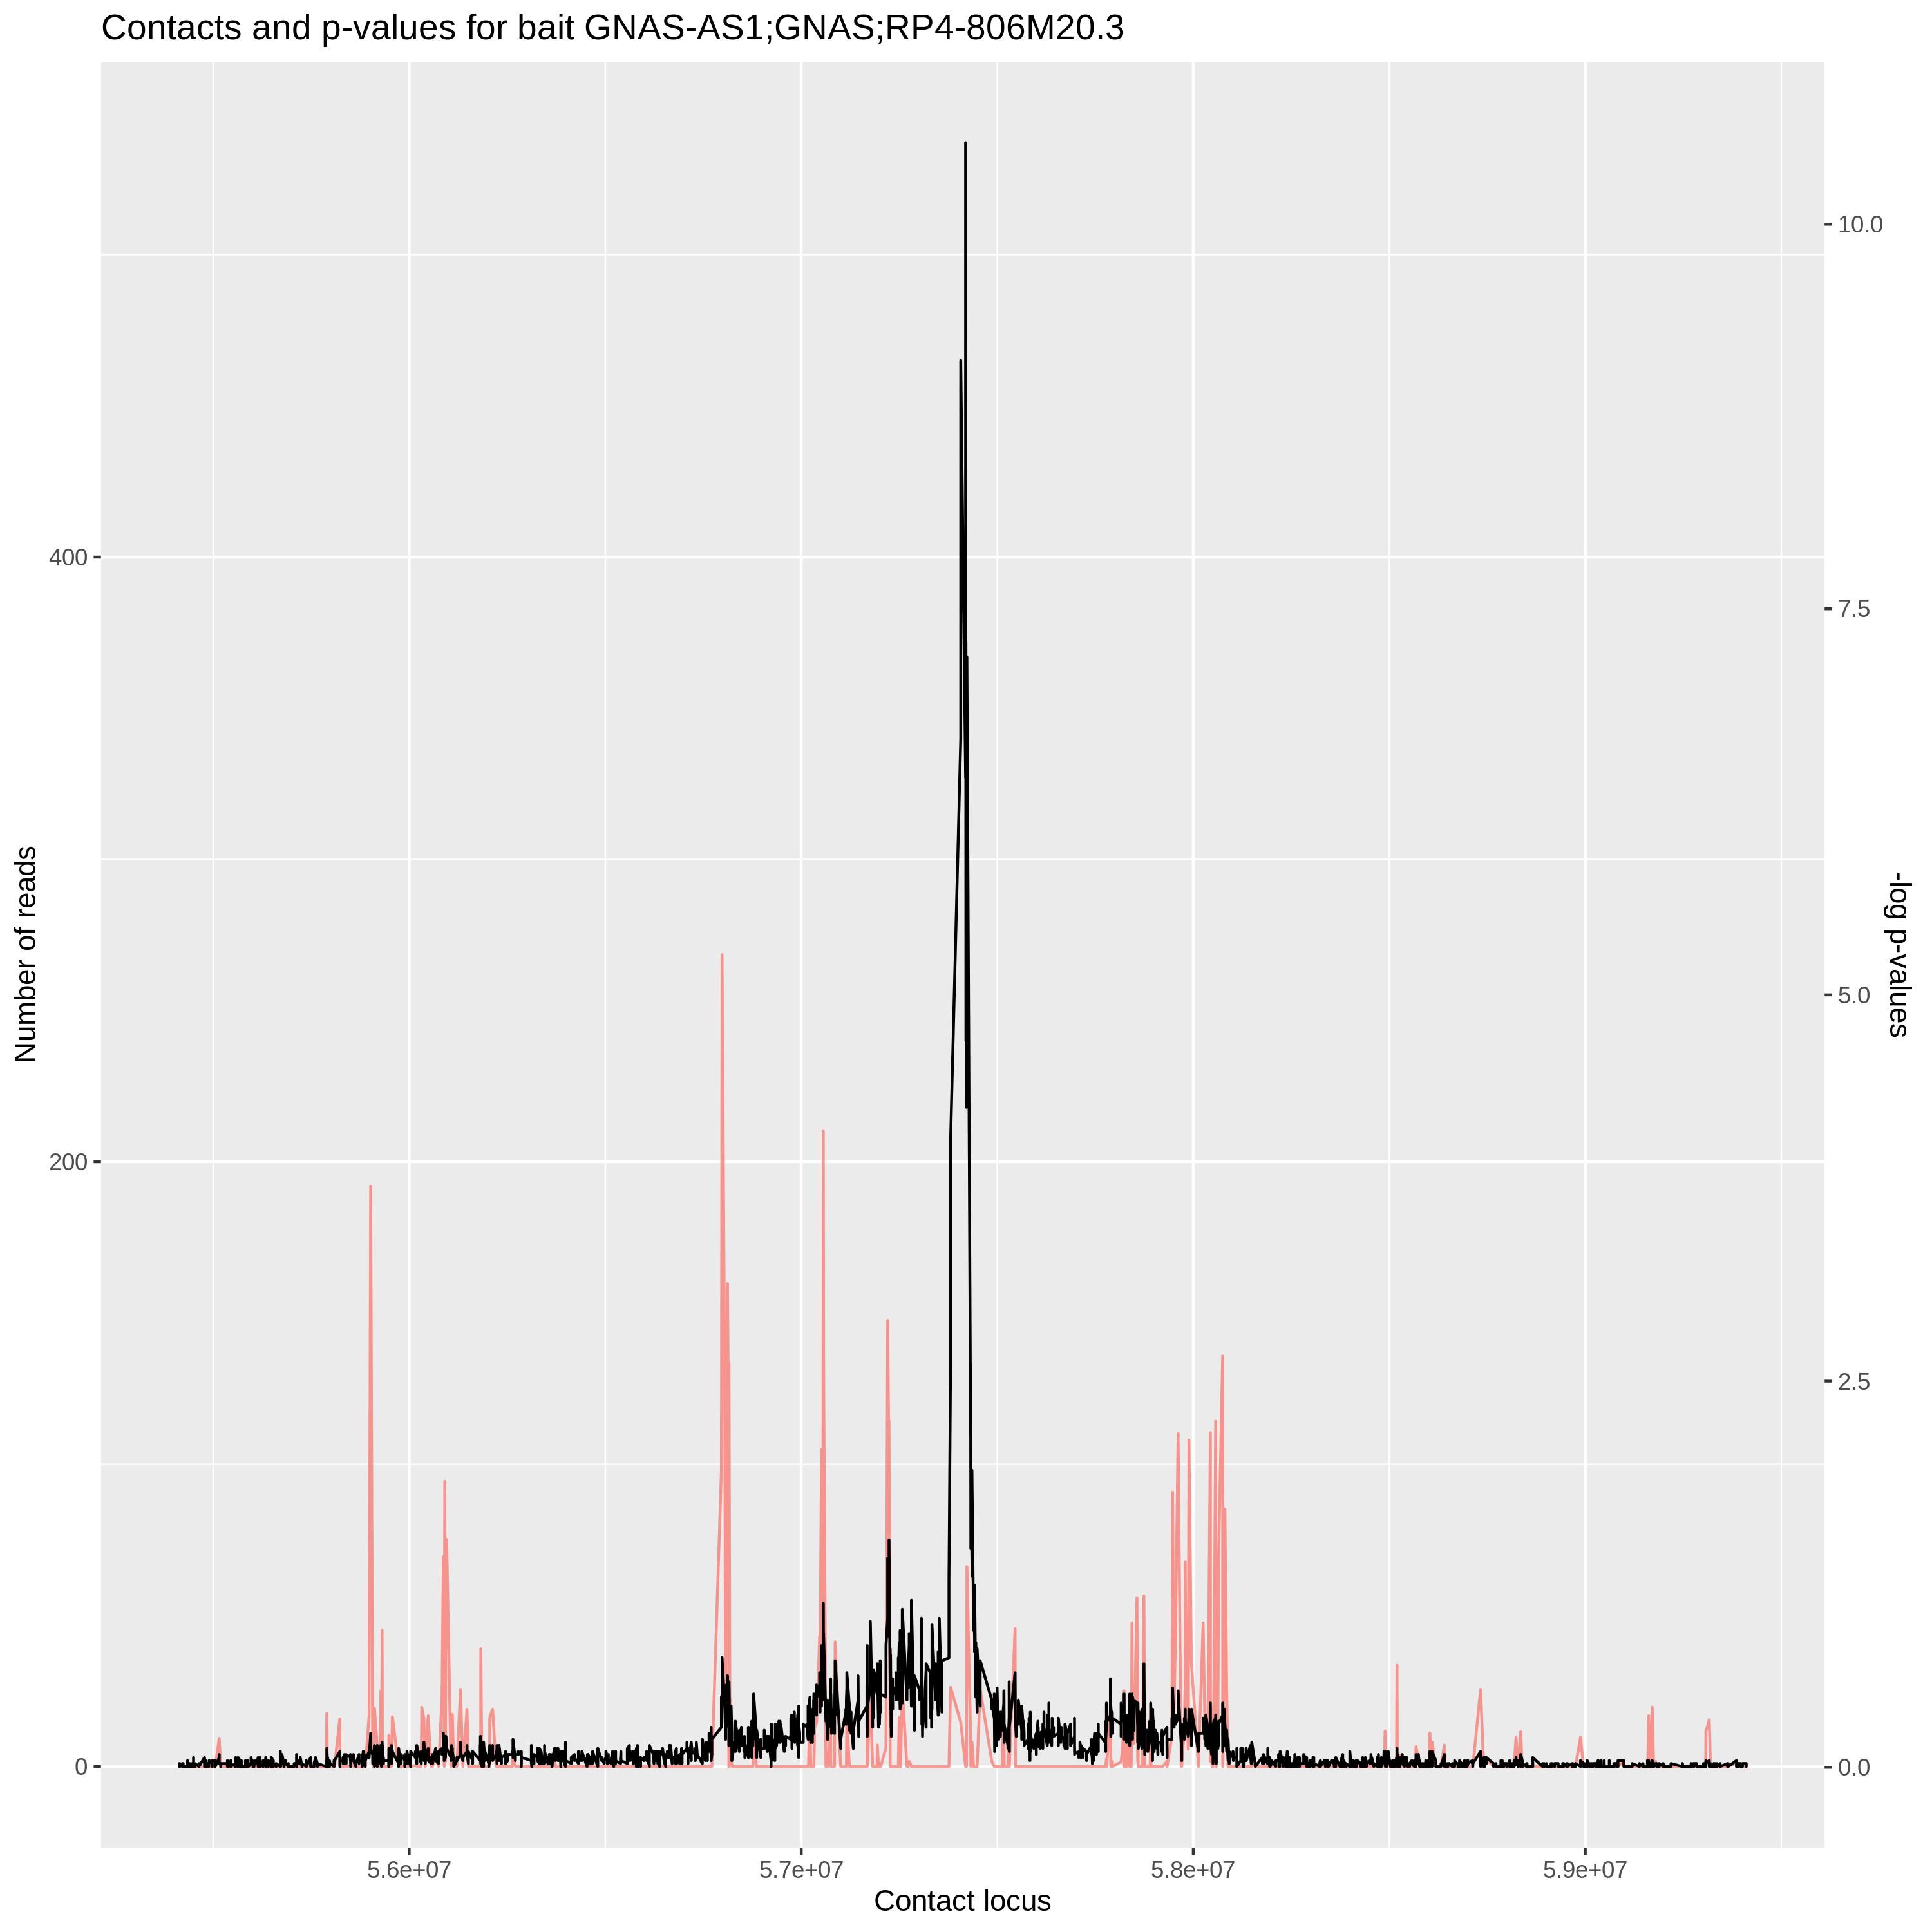 Contacts and p-values for bait GNAS-AS1;GNAS;RP4-806M20.3
10.0
400
7.5
Number of reads
-log p-values
5.0
200
2.5
0
0.0
5.6e+07
5.7e+07
5.8e+07
5.9e+07
Contact locus